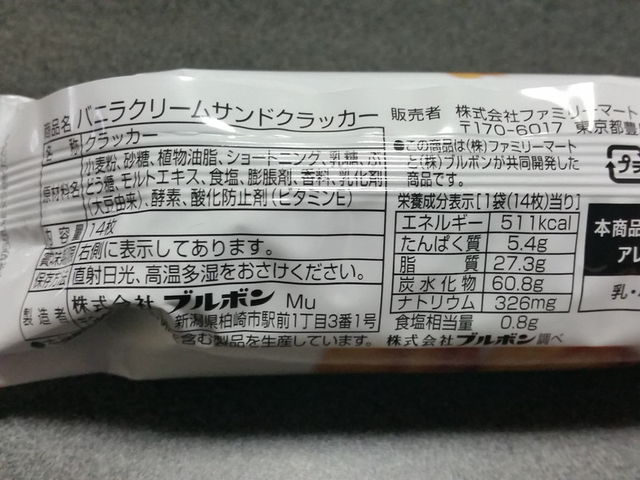 商品名 バニラクリームサンドクラッカー
名称 クラッカー
原材料名 小麦粉、砂糖、植物油脂、ショートニング、乳糖、ぶ
どう糖、モルトエキス、食塩、膨脹剤、香料、乳化剤
(大豆由来)、酵素、酸化防止剤(ビタミンE)
内容量 14枚
賞味期限 右側に表示してあります。
保存方法 直射日光、高温多湿をおさけください。
製造者 株式会社 ブルボン Mu
新潟県柏崎市駅前1丁目3番1号
含む製品を生産しています。
販売者 株式会社ファミリーマート
〒170-6017 東京都豊
●この商品は、(株)ファミリーマート
と(株)ブルボンが共同開発した
商品です。
栄養成分表示[1袋(14枚)当り]
エネルギー 511kcal
たんぱく質 5.4g
脂質 27.3g
炭水化物 60.8g
ナトリウム 326mg
食塩相当量 0.8g
株式会社 ブルボン 調べ
プラ
本商品
アレ
乳・